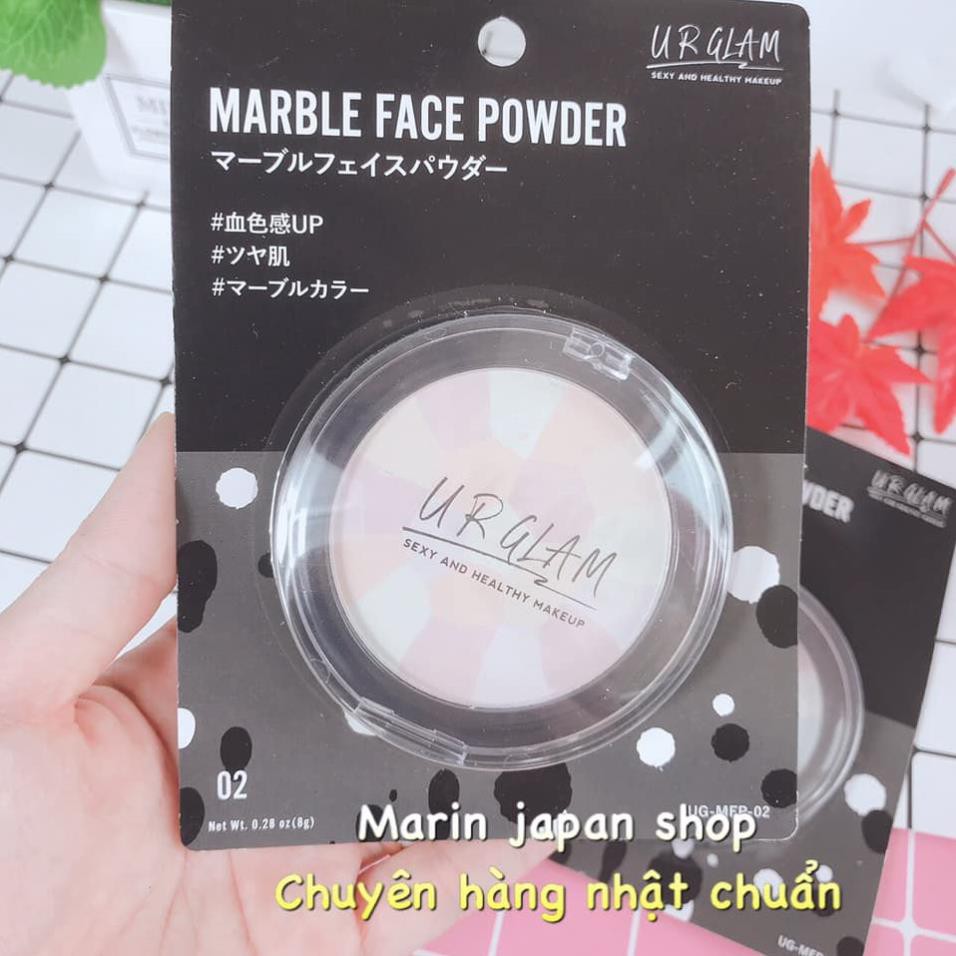 UR GLAM
SEXY AND HEALTHY MAKEUP
MARBLE FACE POWDER
マーブルフェイスパウダー
#血色感UP
#ツヤ肌
#マーブルカラー
UR GLAM
SEXY AND HEALTHY MAKEUP
UR GLAM
02
Net Wt. 0.28 oz(8g)
UG-MFP-02
Marin japan shop
Chuyên hàng nhật chuẩn